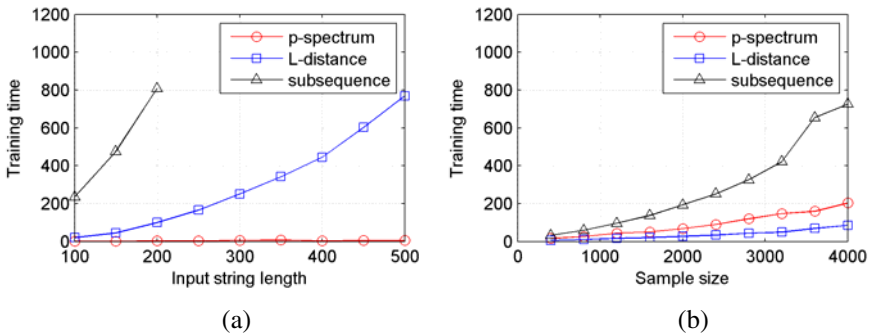 1200
1000
800
600
400
200
0
Training time
p-spectrum
L-distance
subsequence
100
200
300
400
500
Input string length
(a)
1200
1000
800
600
400
200
0
Training time
p-spectrum
L-distance
subsequence
0
1000
2000
3000
4000
Sample size
(b)